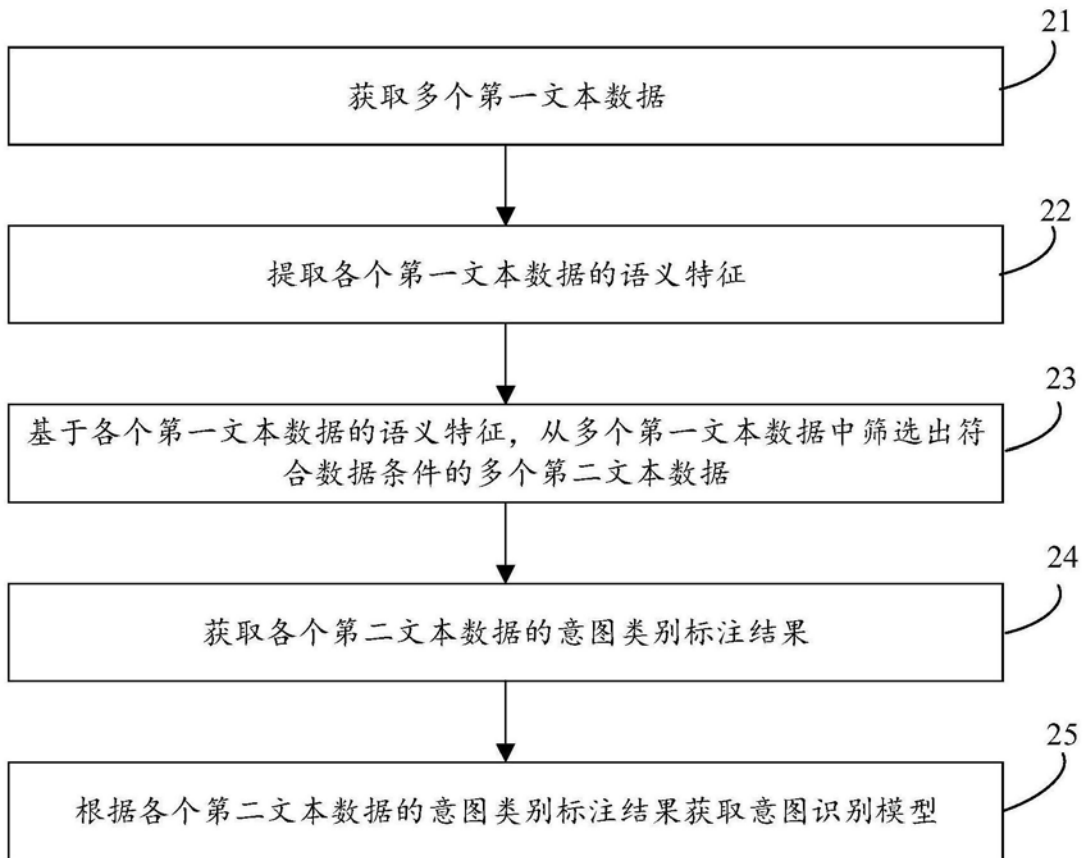 21
获取多个第一文本数据
22
提取各个第一文本数据的语义特征
23
基于各个第一文本数据的语义特征，从多个第一文本数据中筛选出符
合数据条件的多个第二文本数据
24
获取各个第二文本数据的意图类别标注结果
25
根据各个第二文本数据的意图类别标注结果获取意图识别模型